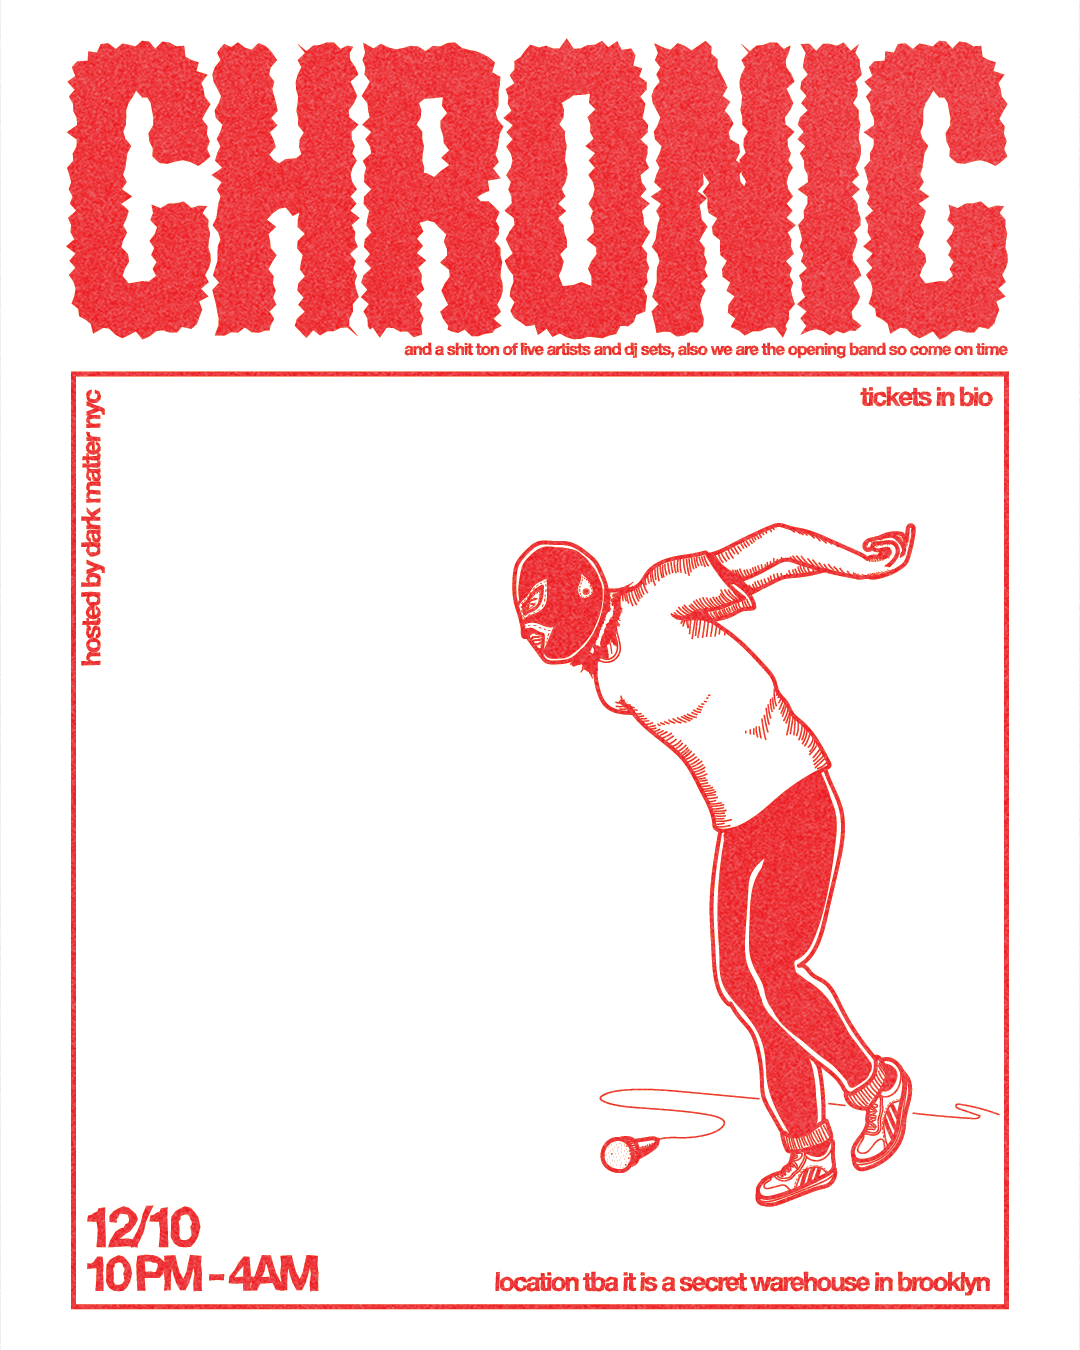 CHRONIC
and a shit ton of live artists and dj sets, also we are the opening band so come on time
tickets in bio
hosted by dark matter nyc
12/10
10PM-4AM
location tba it is a secret warehouse in brooklyn